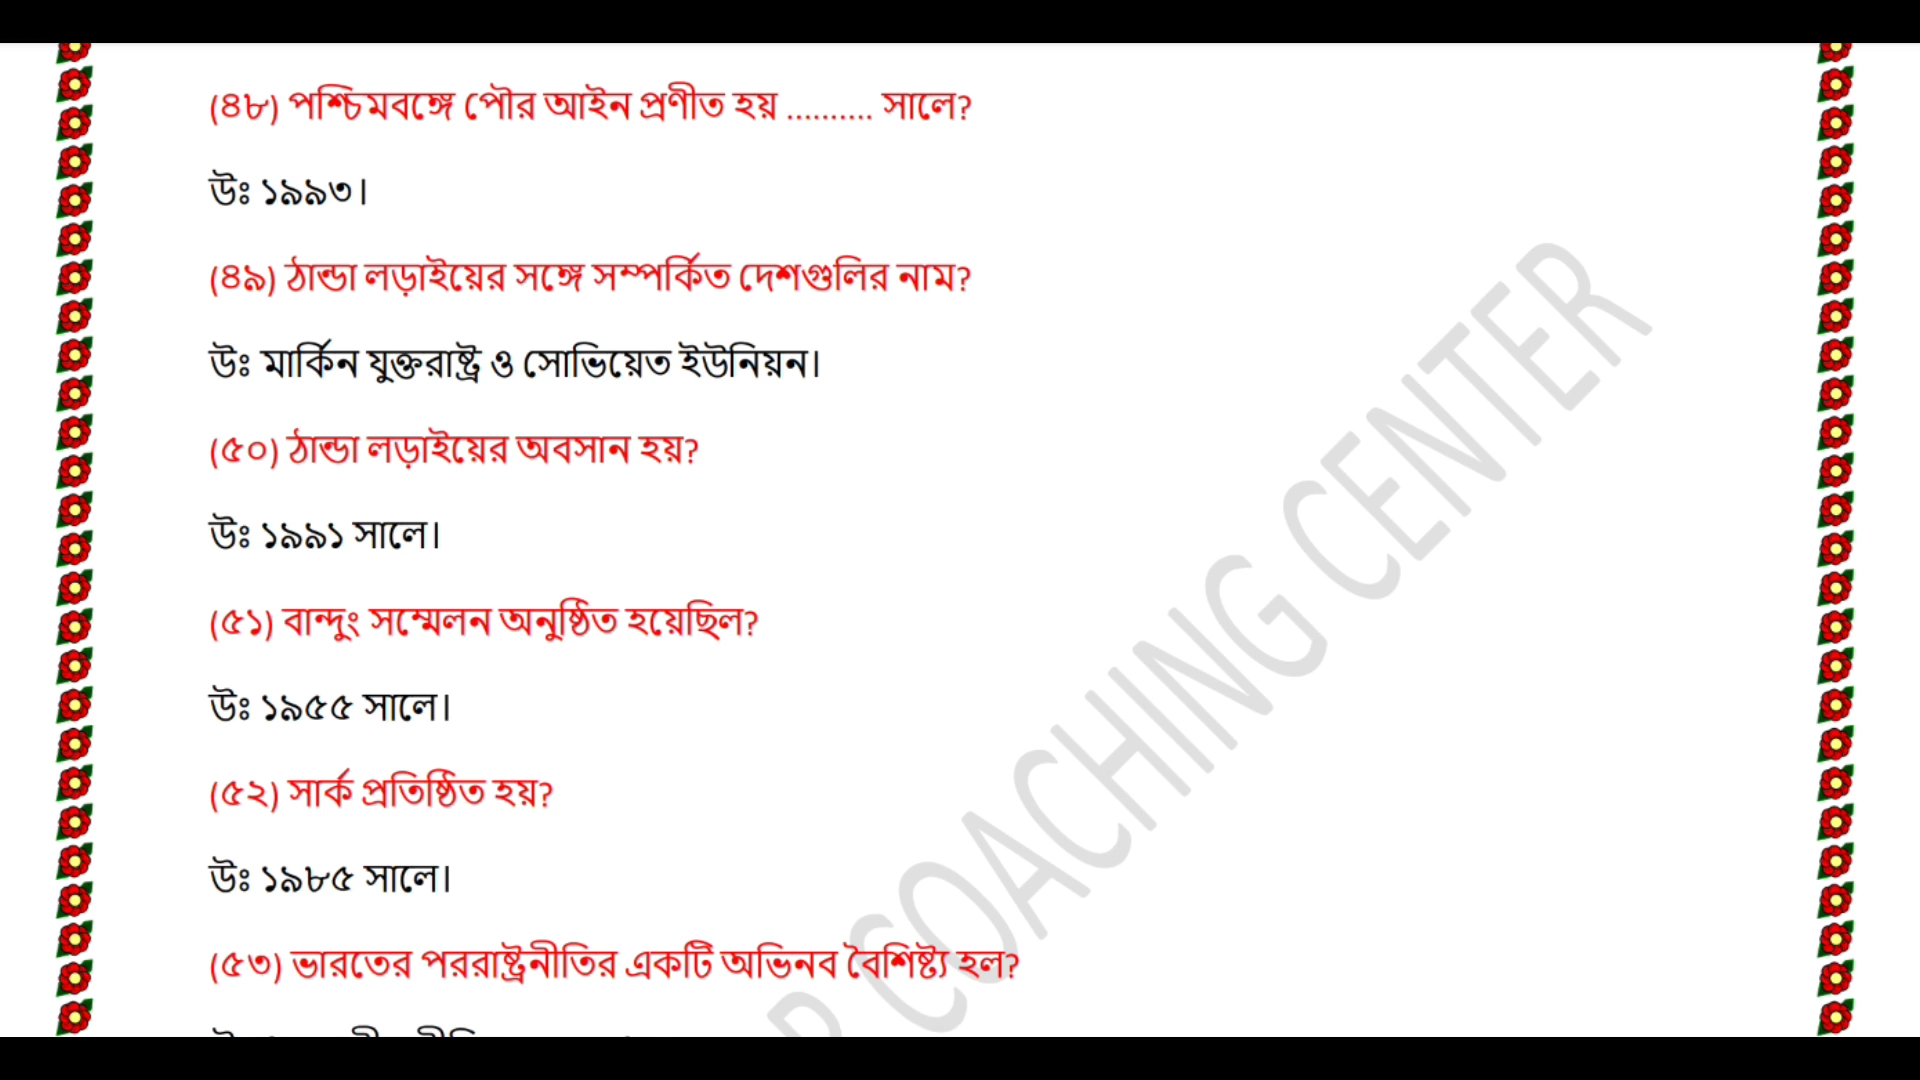 (৪৮) পশ্চিমবঙ্গে পৌর আইন প্রণীত হয় .......... সালে?
উঃ ১৯৯৩।
(৪৯) ঠান্ডা লড়াইয়ের সঙ্গে সম্পর্কিত দেশগুলির নাম?
উঃ মার্কিন যুক্তরাষ্ট্র ও সোভিয়েত ইউনিয়ন।
(৫০) ঠান্ডা লড়াইয়ের অবসান হয়?
উঃ ১৯৯১ সালে।
(৫১) বান্দুং সম্মেলন অনুষ্ঠিত হয়েছিল?
উঃ ১৯৫৫ সালে।
(৫২) সার্ক প্রতিষ্ঠিত হয়?
উঃ ১৯৮৫ সালে।
(৫৩) ভারতের পররাষ্ট্রনীতির একটি অভিনব বৈশিষ্ট্য হল?
COACHING CENTER